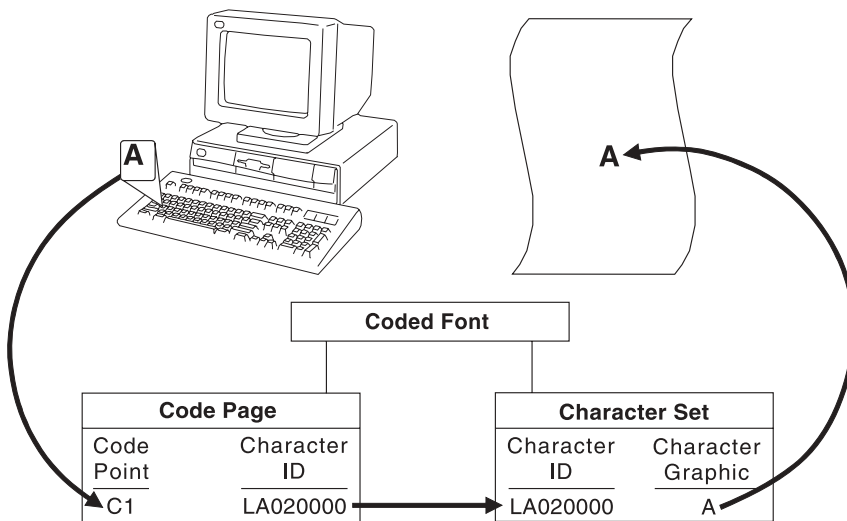 A
A
Coded Font
Code Page
Code Point
Character ID
C1
LA020000
Character Set
Character ID
Character Graphic
LA020000
A